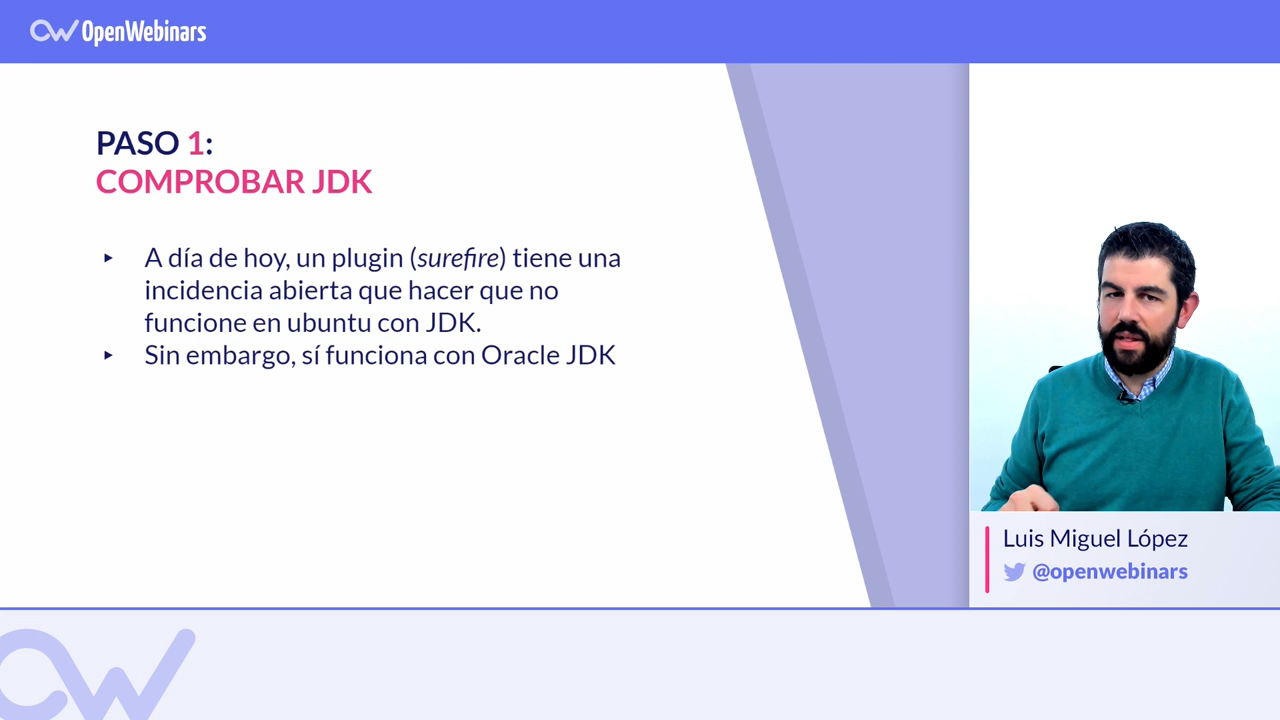 OpenWebinars
PASO 1:
COMPROBAR JDK
▸ A día de hoy, un plugin (surefire) tiene una
incidencia abierta que hacer que no
funcione en ubuntu con JDK.
▸ Sin embargo, sí funciona con Oracle JDK
Luis Miguel López
@openwebinars